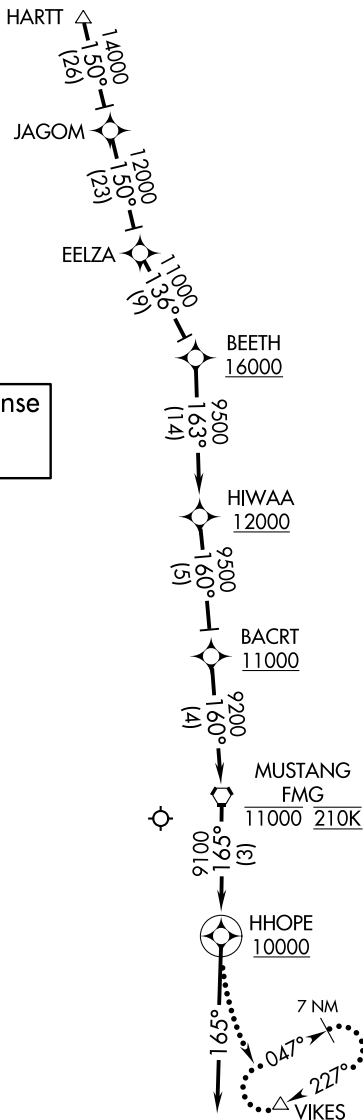 HARTT
14000
150°
(26)
JAGOM
12000
150°
(23)
EELZA
11000
136°
(9)
BEETH
16000
nse
9500
163°
(14)
HIWAA
12000
9500
160°
(5)
BACRT
11000
9200
160°
(4)
MUSTANG
FMG
11000 210K
9100
165°
(3)
HHOPE
10000
165°
7 NM
047°
227°
VIKES